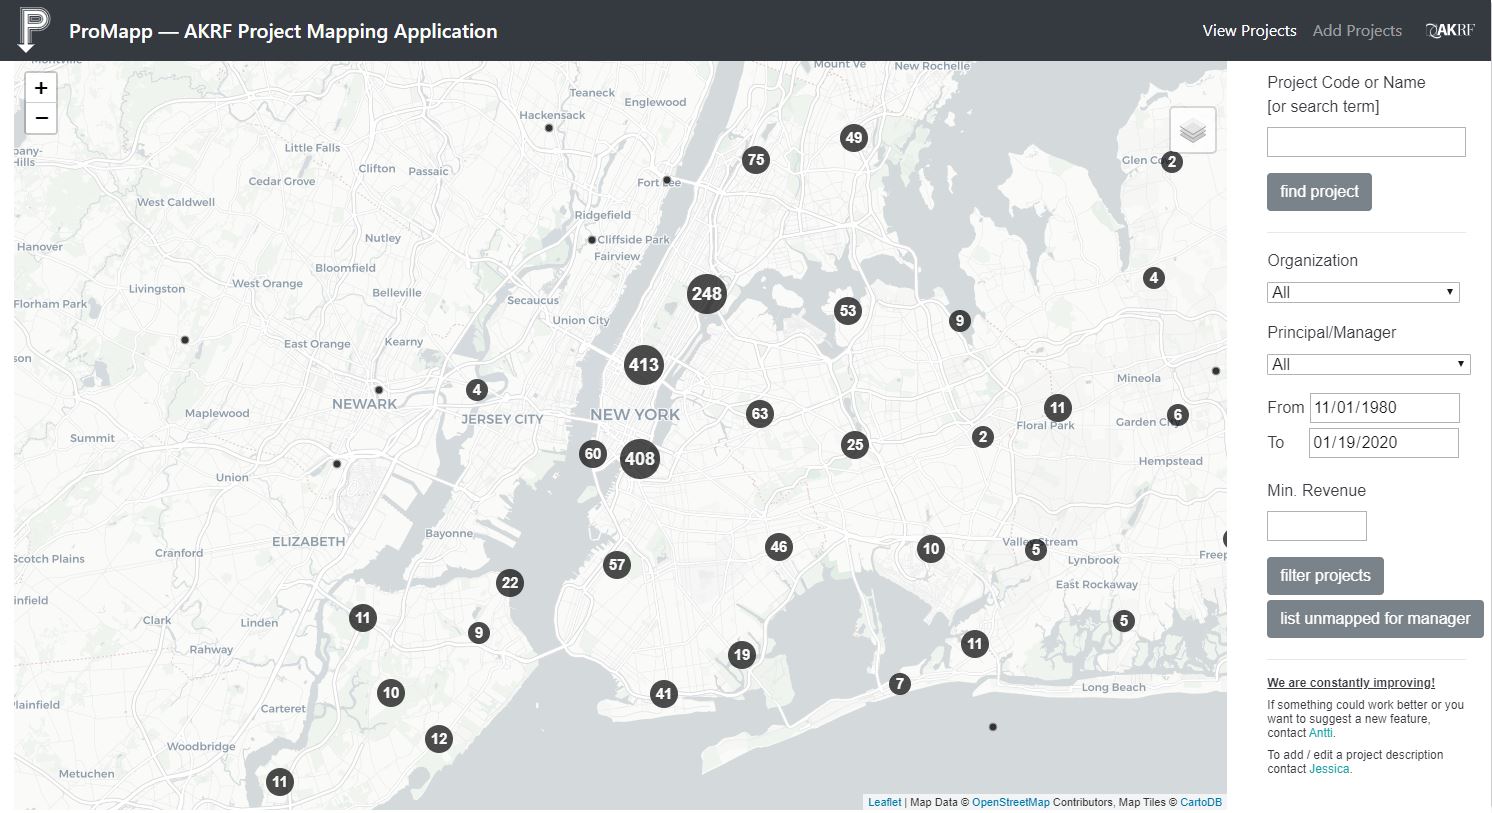 ProMapp — AKRF Project Mapping Application
View Projects
Add Projects
AKRF
+
−
Mount Ve
New Rochelle
Teaneck
Englewood
Hackensack
49
75
Little Falls
Clifton
Passaic
Glen Co
2
Cedar Grove
Fort Lee
West Caldwell
Ridgefield
Nutley
Cliffside Park
Hanover
Fairview
Bloomfield
4
West Orange
Livingston
Belleville
248
Secaucus
Florham Park
53
Union City
9
East Orange
Kearny
413
Mineola
4
NEWARK
11
Maplewood
JERSEY CITY
NEW YORK
63
6
Garden City
Floral Park
Summit
2
25
60
408
Hempstead
Union
Bayonne
ELIZABETH
46
10
Valley Stream
5
Cotch Plains
Cranford
Lynbrook
Freep
57
22
East Rockaway
nfield
11
Clark
Linden
5
9
11
Rahway
19
7
10
41
Long Beach
Plainfield
Carteret
12
Woodbridge
Metuchen
11
Leaflet | Map Data © OpenStreetMap Contributors, Map Tiles © CartoDB
Project Code or Name
[or search term]
find project
Organization
All
Principal/Manager
All
From 11/01/1980
To 01/19/2020
Min. Revenue
filter projects
list unmapped for manager
We are constantly improving!
If something could work better or you
want to suggest a new feature,
contact Antti.
To add / edit a project description
contact Jessica.